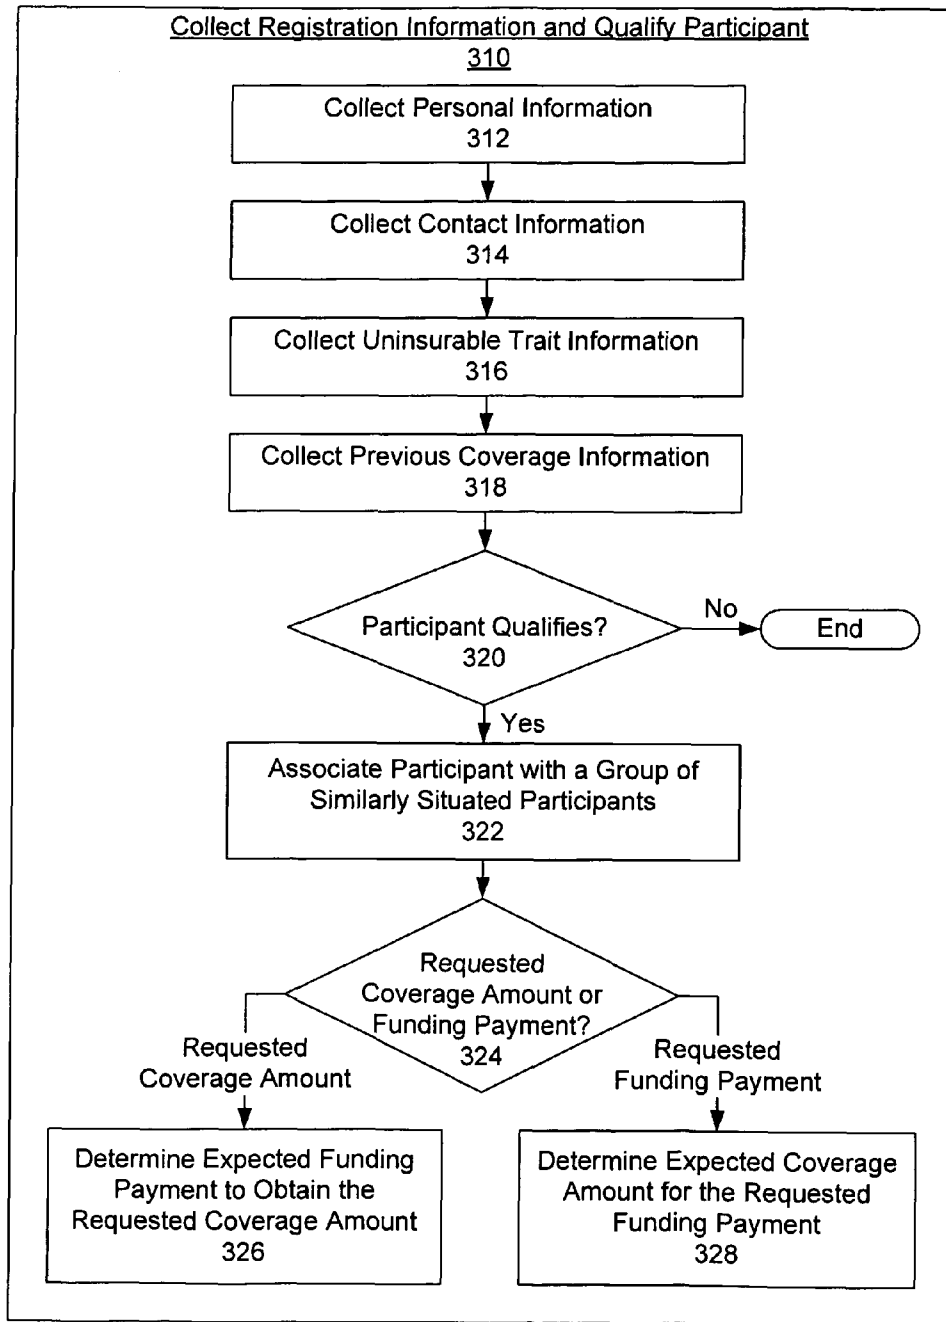 Collect Registration Information and Qualify Participant
310
Collect Personal Information
312
Collect Contact Information
314
Collect Uninsurable Trait Information
316
Collect Previous Coverage Information
318
Participant Qualifies?
320
No
End
Yes
Associate Participant with a Group of
Similarly Situated Participants
322
Requested
Coverage Amount or
Funding Payment?
324
Requested
Coverage Amount
Requested
Funding Payment
Determine Expected Funding
Payment to Obtain the
Requested Coverage Amount
326
Determine Expected Coverage
Amount for the Requested
Funding Payment
328